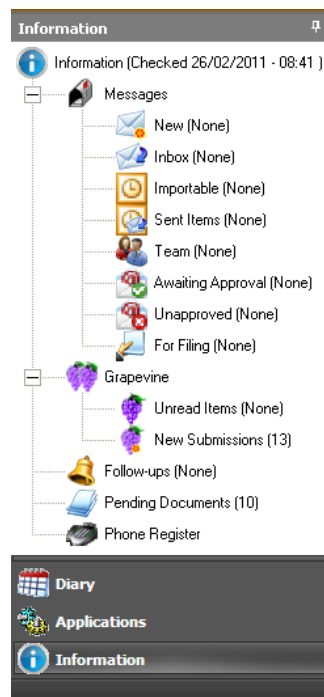 Information
Information (Checked 26/02/2011 - 08:41 )
Messages
New (None)
Inbox (None)
Importable (None)
Sent Items (None)
Team (None)
Awaiting Approval (None)
Unapproved (None)
For Filing (None)
Grapevine
Unread Items (None)
New Submissions (13)
Follow-ups (None)
Pending Documents (10)
Phone Register
Diary
Applications
Information